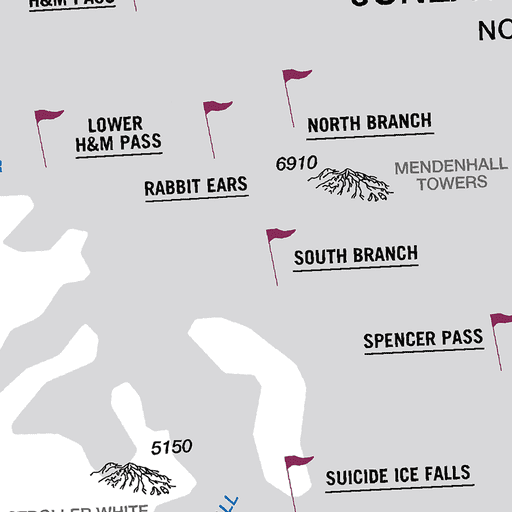 H&M PASS
NO
NORTH BRANCH
LOWER
H&M PASS
6910
MENDENHALL
TOWERS
RABBIT EARS
SOUTH BRANCH
SPENCER PASS
5150
SUICIDE ICE FALLS
WHITE